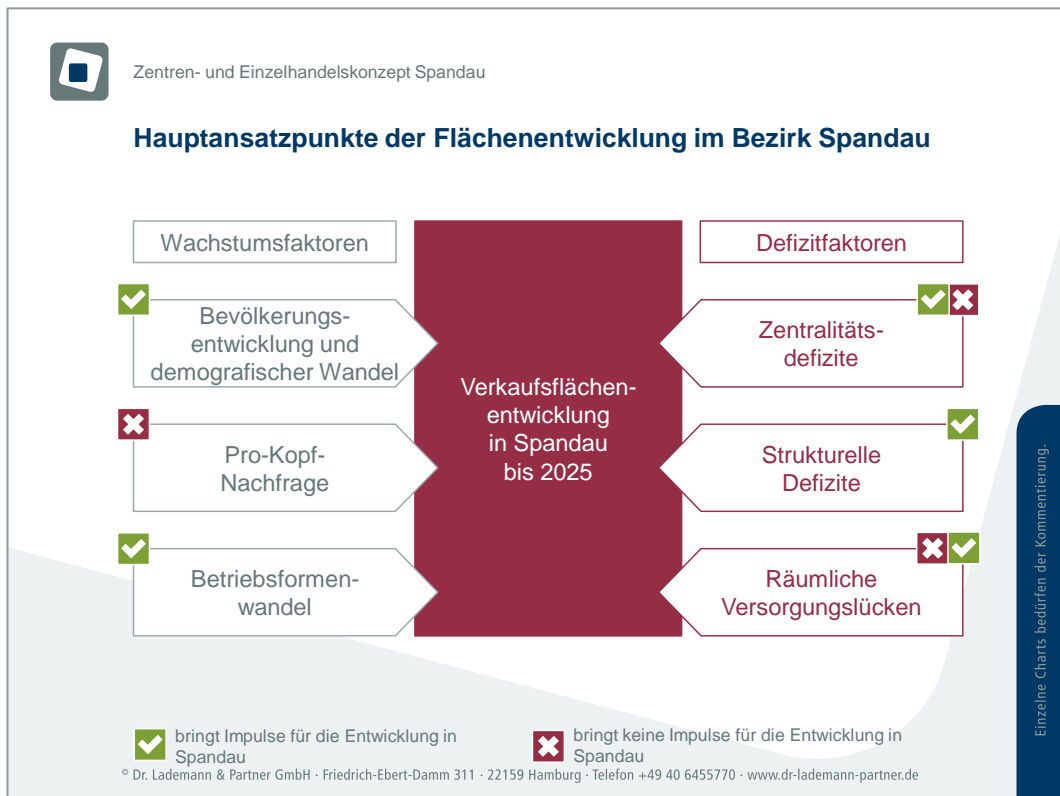 Zentren- und Einzelhandelskonzept Spandau
Hauptansatzpunkte der Flächenentwicklung im Bezirk Spandau
Wachstumsfaktoren
Bevölkerungs-
entwicklung und
demografischer Wandel
Pro-Kopf-
Nachfrage
Betriebsformen-
wandel
Verkaufsflächen-
entwicklung
in Spandau
bis 2025
Defizitfaktoren
Zentralitäts-
defizite
Strukturelle
Defizite
Räumliche
Versorgungslücken
Einzelne Charts bedürfen der Kommentierung.
bringt Impulse für die Entwicklung in
Spandau
bringt keine Impulse für die Entwicklung in
Spandau
© Dr. Lademann & Partner GmbH · Friedrich-Ebert-Damm 311 · 22159 Hamburg · Telefon +49 40 6455770 · www.dr-lademann-partner.de